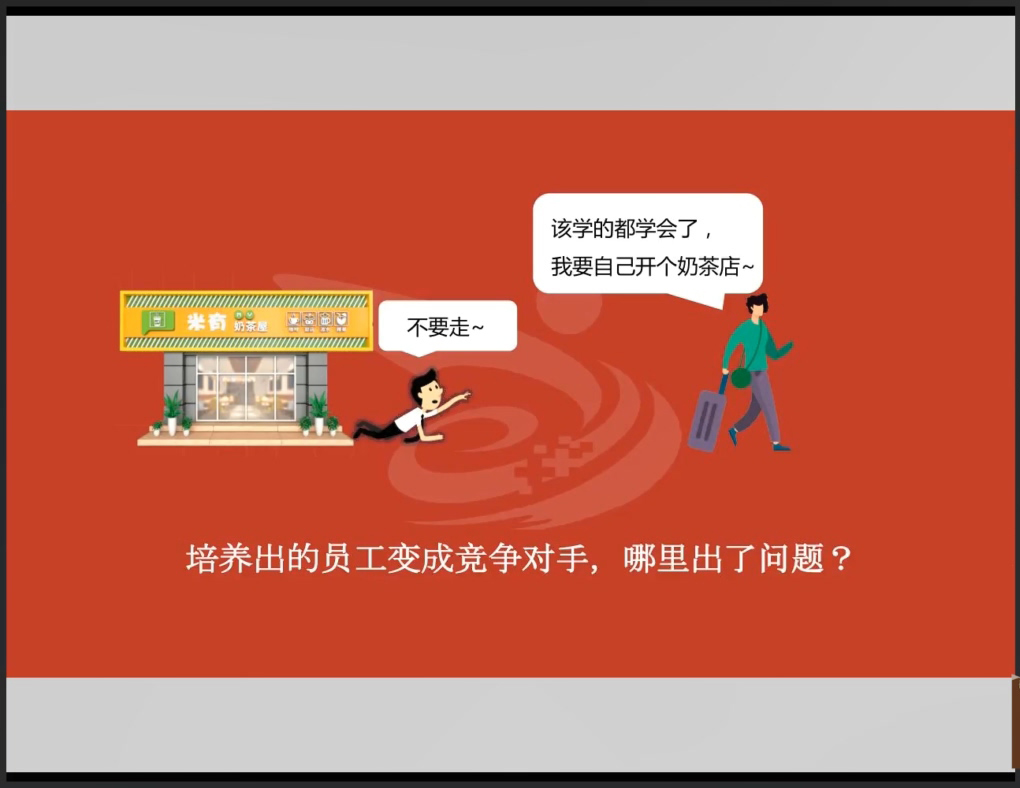 该学的都学会了，
我要自己开个奶茶店~
不要走~
米有
奶茶屋
培养出的员工变成竞争对手，哪里出了问题？